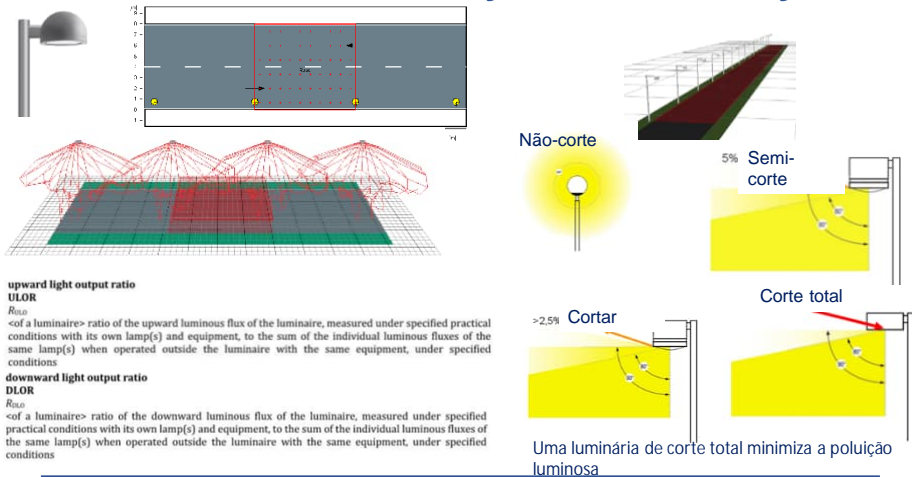 Não-corte
5%
Semi-
corte
80°
90°
upward light output ratio
ULOR
RULO
<of a luminaire> ratio of the upward luminous flux of the luminaire, measured under specified practical
conditions with its own lamp(s) and equipment, to the sum of the individual luminous fluxes of the
same lamp(s) when operated outside the luminaire with the same equipment, under specified
conditions
downward light output ratio
DLOR
RDLO
<of a luminaire> ratio of the downward luminous flux of the luminaire, measured under specified
practical conditions with its own lamp(s) and equipment, to the sum of the individual luminous fluxes of
the same lamp(s) when operated outside the luminaire with the same equipment, under specified
conditions
>2,5%
Cortar
80°
90°
Corte total
80°
90°
Uma luminária de corte total minimiza a poluição
luminosa